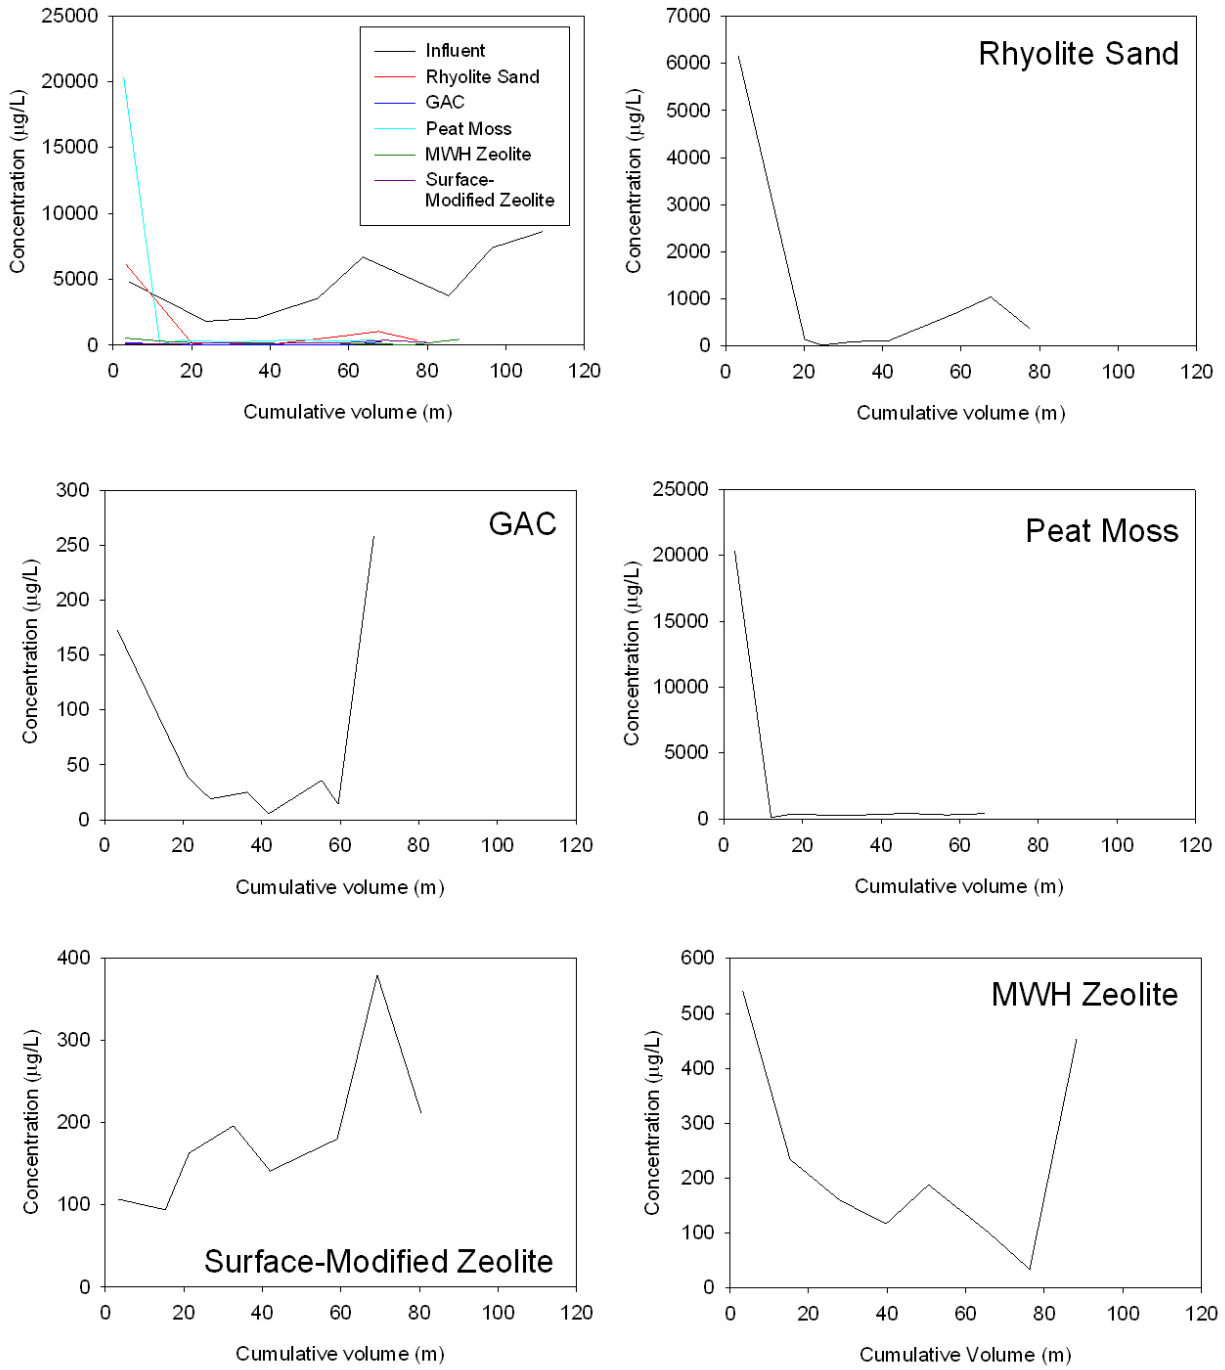 25000
20000
15000
10000
5000
0
Concentration (µg/L)
0 20 40 60 80 100 120
Cumulative volume (m)
Influent
Rhyolite Sand
GAC
Peat Moss
MWH Zeolite
Surface-
Modified Zeolite
7000
6000
5000
4000
3000
2000
1000
0
Concentration (µg/L)
Rhyolite Sand
0 20 40 60 80 100 120
Cumulative volume (m)
300
250
200
150
100
50
0
Concentration (µg/L)
GAC
0 20 40 60 80 100 120
Cumulative volume (m)
25000
20000
15000
10000
5000
0
Concentration (µg/L)
Peat Moss
0 20 40 60 80 100 120
Cumulative volume (m)
400
300
200
100
0
Concentration (µg/L)
Surface-Modified Zeolite
0 20 40 60 80 100 120
Cumulative volume (m)
600
500
400
300
200
100
0
Concentration (µg/L)
MWH Zeolite
0 20 40 60 80 100 120
Cumulative Volume (m)